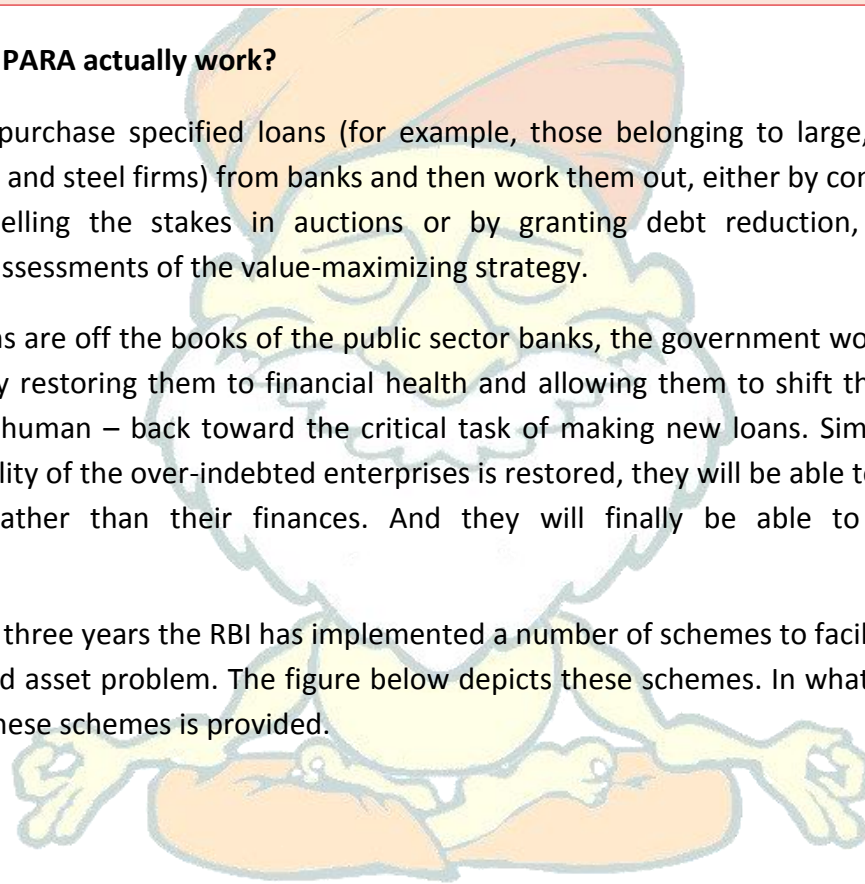 PARA actually work?
purchase specified loans (for example, those belonging to large,
and steel firms) from banks and then work them out, either by con
elling the stakes in auctions or by granting debt reduction,
ssessments of the value-maximizing strategy.
ns are off the books of the public sector banks, the government wo
y restoring them to financial health and allowing them to shift th
human – back toward the critical task of making new loans. Sim
lity of the over-indebted enterprises is restored, they will be able to
ather than their finances. And they will finally be able to
three years the RBI has implemented a number of schemes to facil
d asset problem. The figure below depicts these schemes. In what
hese schemes is provided.